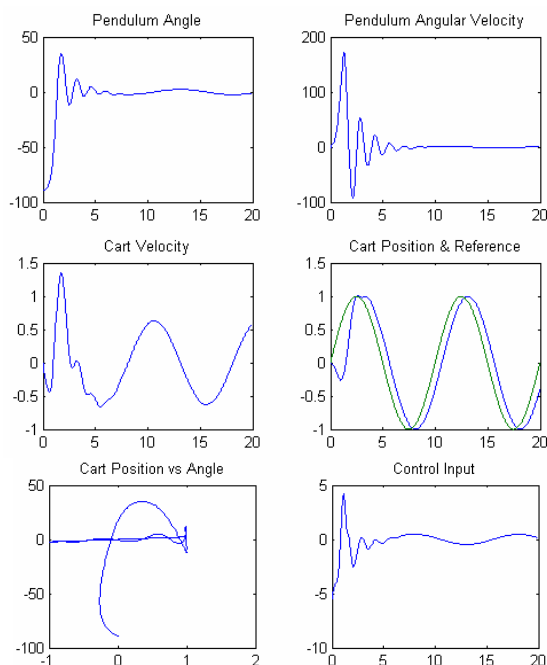 Pendulum Angle
50
0
-50
-100
0 5 10 15 20
Pendulum Angular Velocity
200
100
0
-100
0 5 10 15 20
Cart Velocity
1.5
1
0.5
0
-0.5
-1
0 5 10 15 20
Cart Position & Reference
1.5
1
0.5
0
-0.5
-1
0 5 10 15 20
Cart Position vs Angle
50
0
-50
-100
-1 0 1 2
Control Input
5
0
-5
-10
0 5 10 15 20